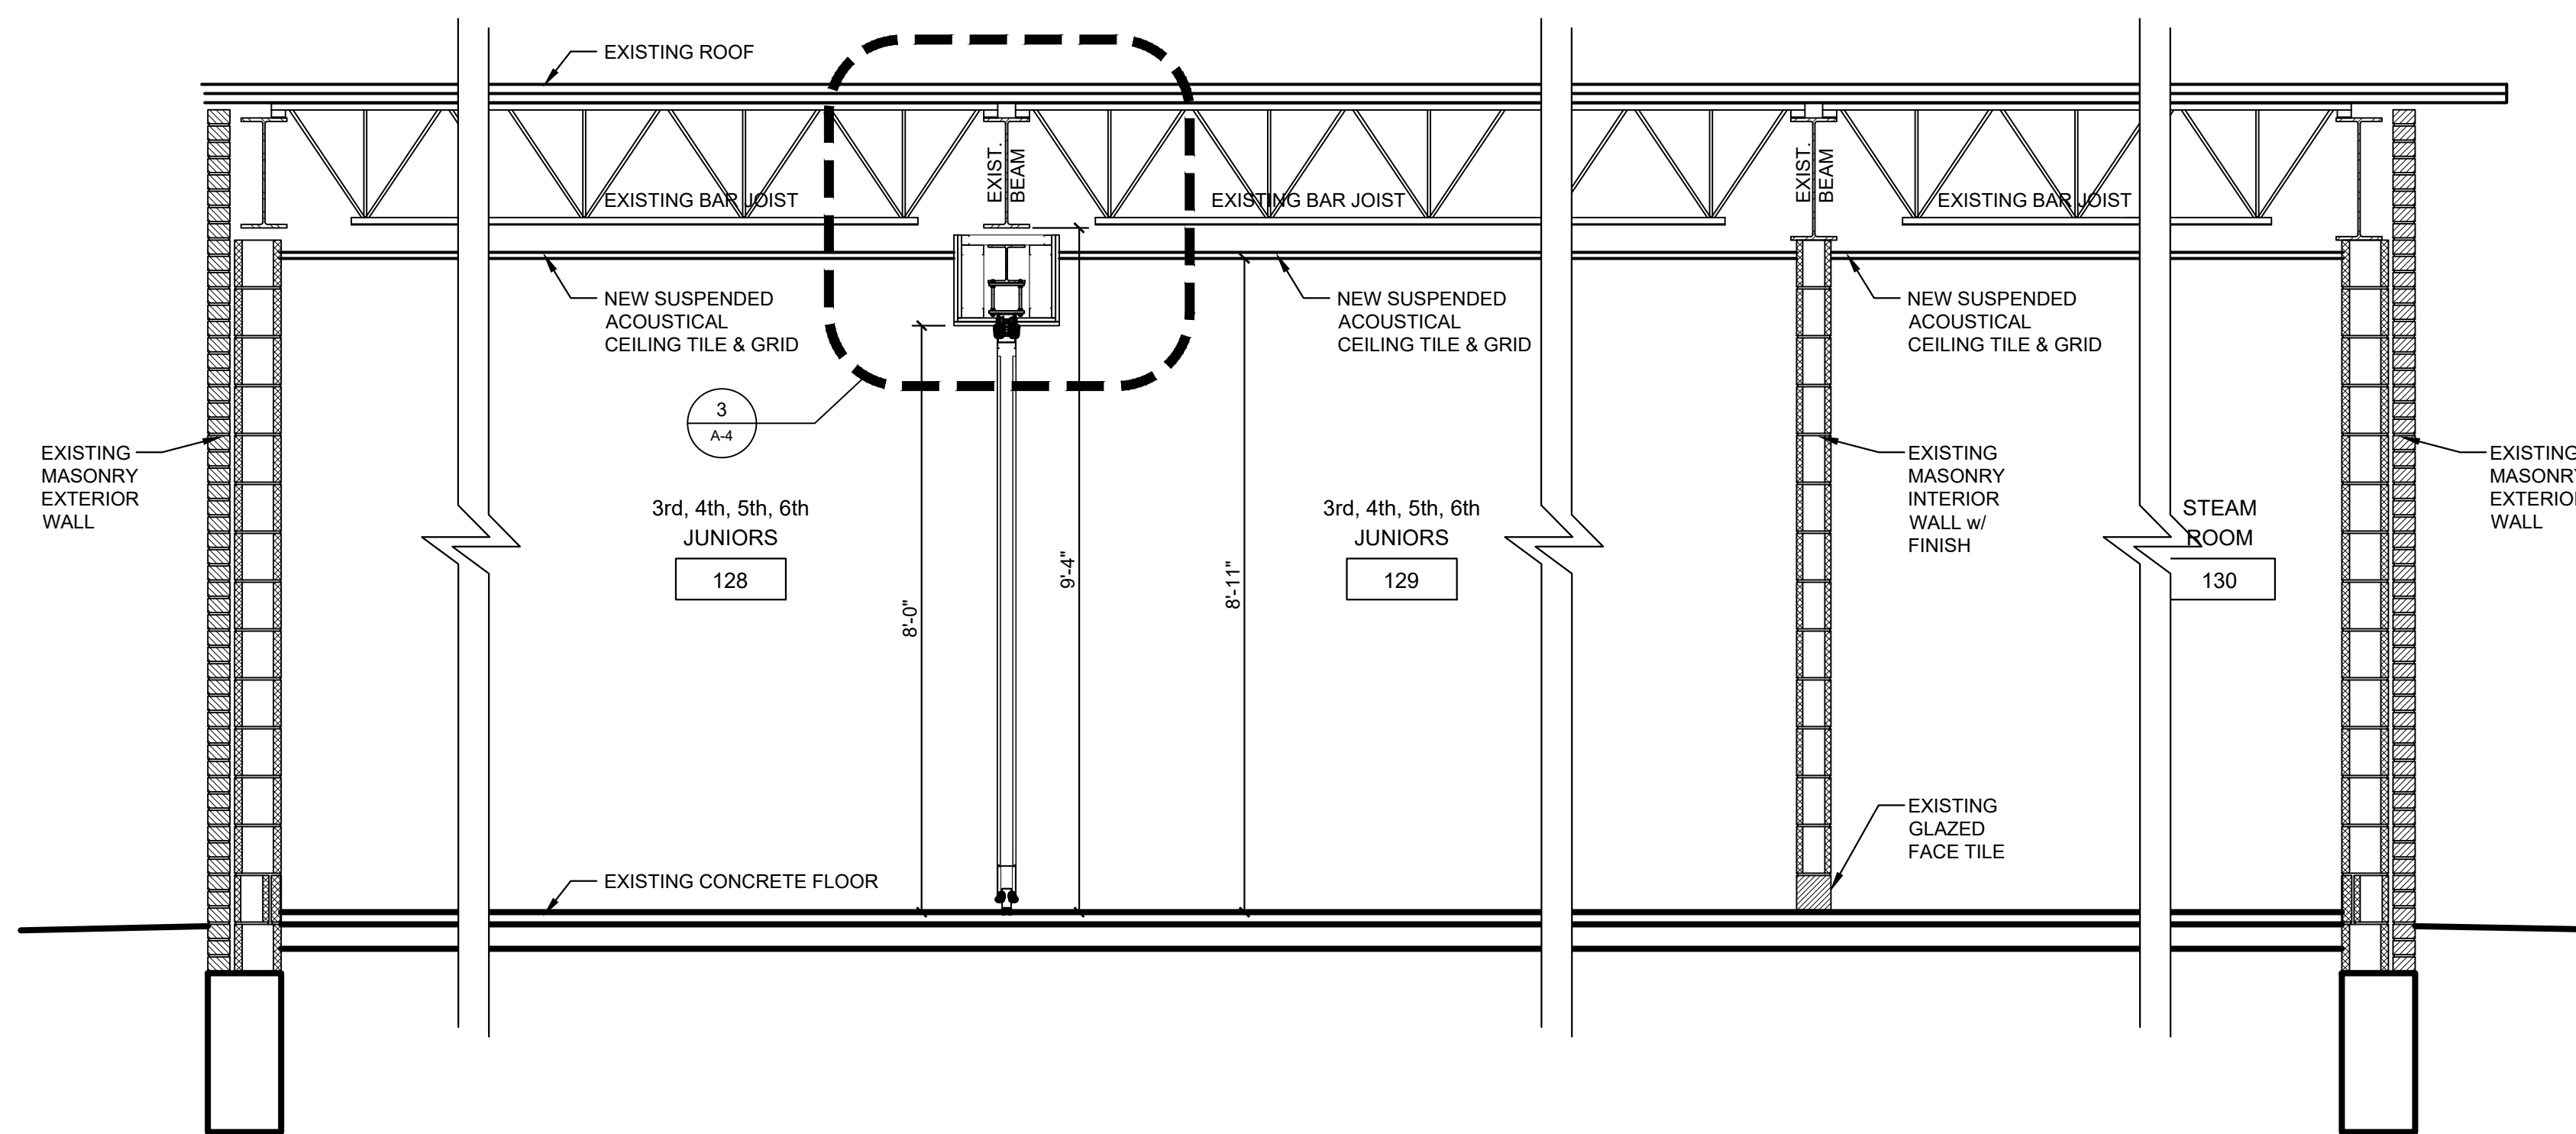 EXISTING ROOF
EXIST.
BEAM
EXIST.
BEAM
EXISTING BAR JOIST
EXISTING BAR JOIST
EXISTING BAR JOIST
NEW SUSPENDED
ACOUSTICAL
CEILING TILE & GRID
NEW SUSPENDED
ACOUSTICAL
CEILING TILE & GRID
NEW SUSPENDED
ACOUSTICAL
CEILING TILE & GRID
3
A-4
EXISTING
MASONRY
EXTERIOR
WALL
EXISTING
MASONRY
INTERIOR
WALL w/
FINISH
EXISTING
MASONRY
EXTERIOR
WALL
3rd, 4th, 5th, 6th
JUNIORS
128
3rd, 4th, 5th, 6th
JUNIORS
129
STEAM
ROOM
130
8'-0"
9'-4"
8'-11"
EXISTING
GLAZED
FACE TILE
EXISTING CONCRETE FLOOR